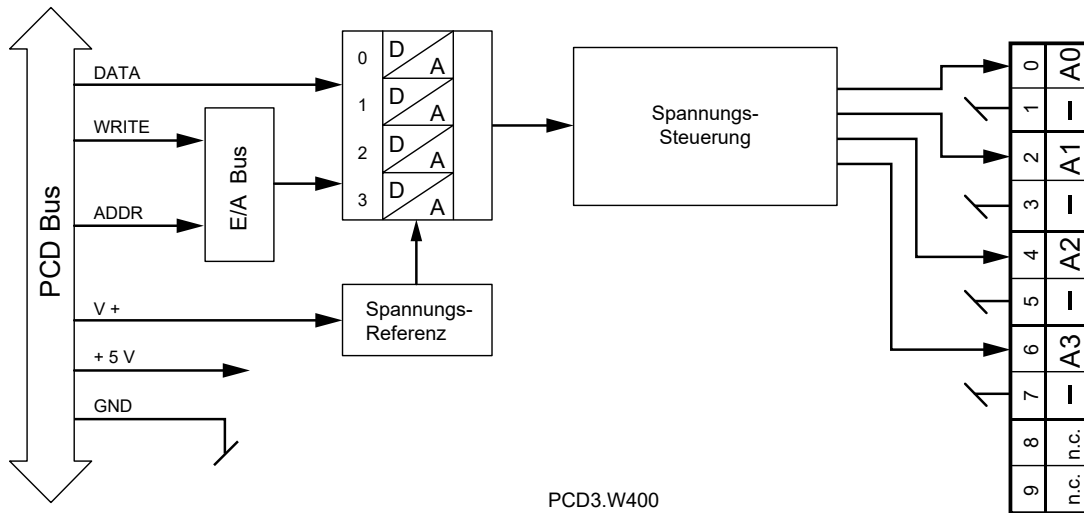 PCD Bus
DATA
WRITE
ADDR
V +
+ 5 V
GND
E/A Bus
0
1
2
3
D
A
D
A
D
A
D
A
Spannungs-
Referenz
Spannungs-
Steuerung
0 A0
1 –
2 A1
3 –
4 A2
5 –
6 A3
7 –
8 n.c.
9 n.c.
PCD3.W400